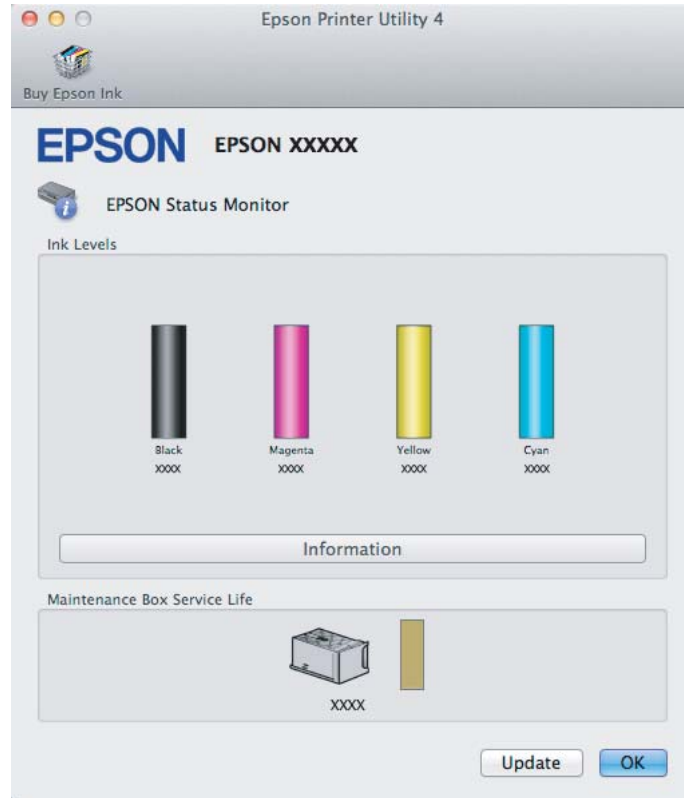 Epson Printer Utility 4
Buy Epson Ink
EPSON EPSON XXXXX
EPSON Status Monitor
Ink Levels
Black Magenta Yellow Cyan
XXXX XXXX XXXX XXXX
Information
Maintenance Box Service Life
XXXX
Update OK